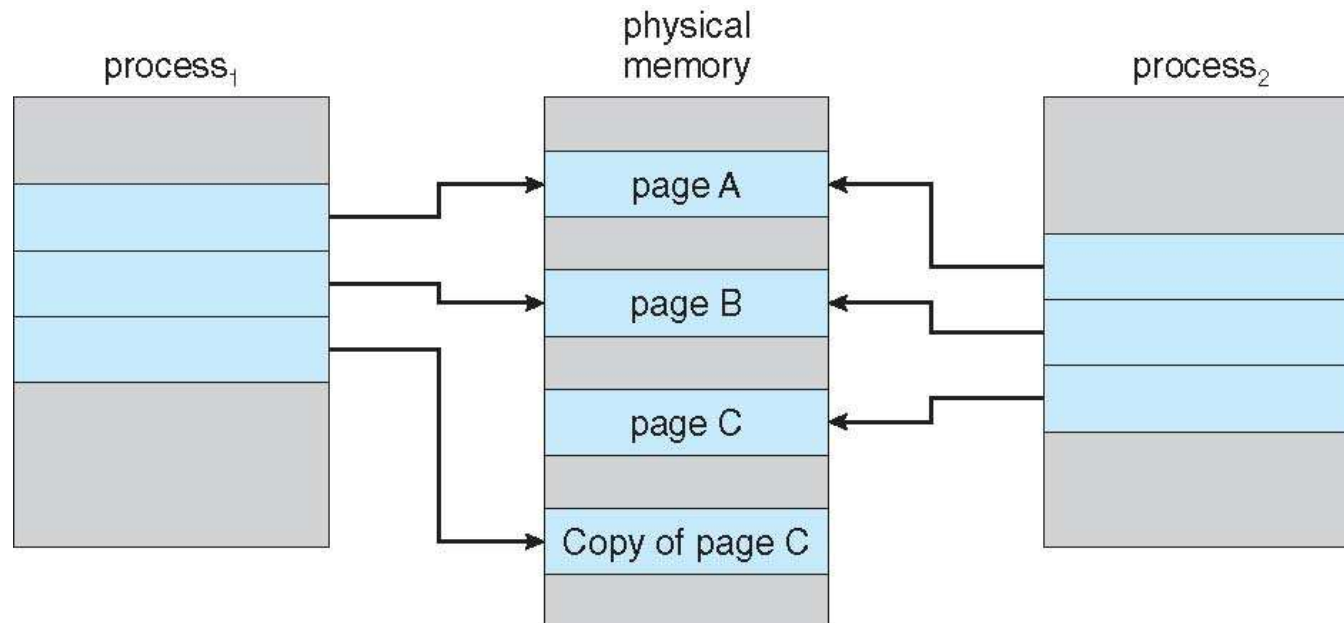 process₁
physical
memory
process₂
page A
page B
page C
Copy of page C